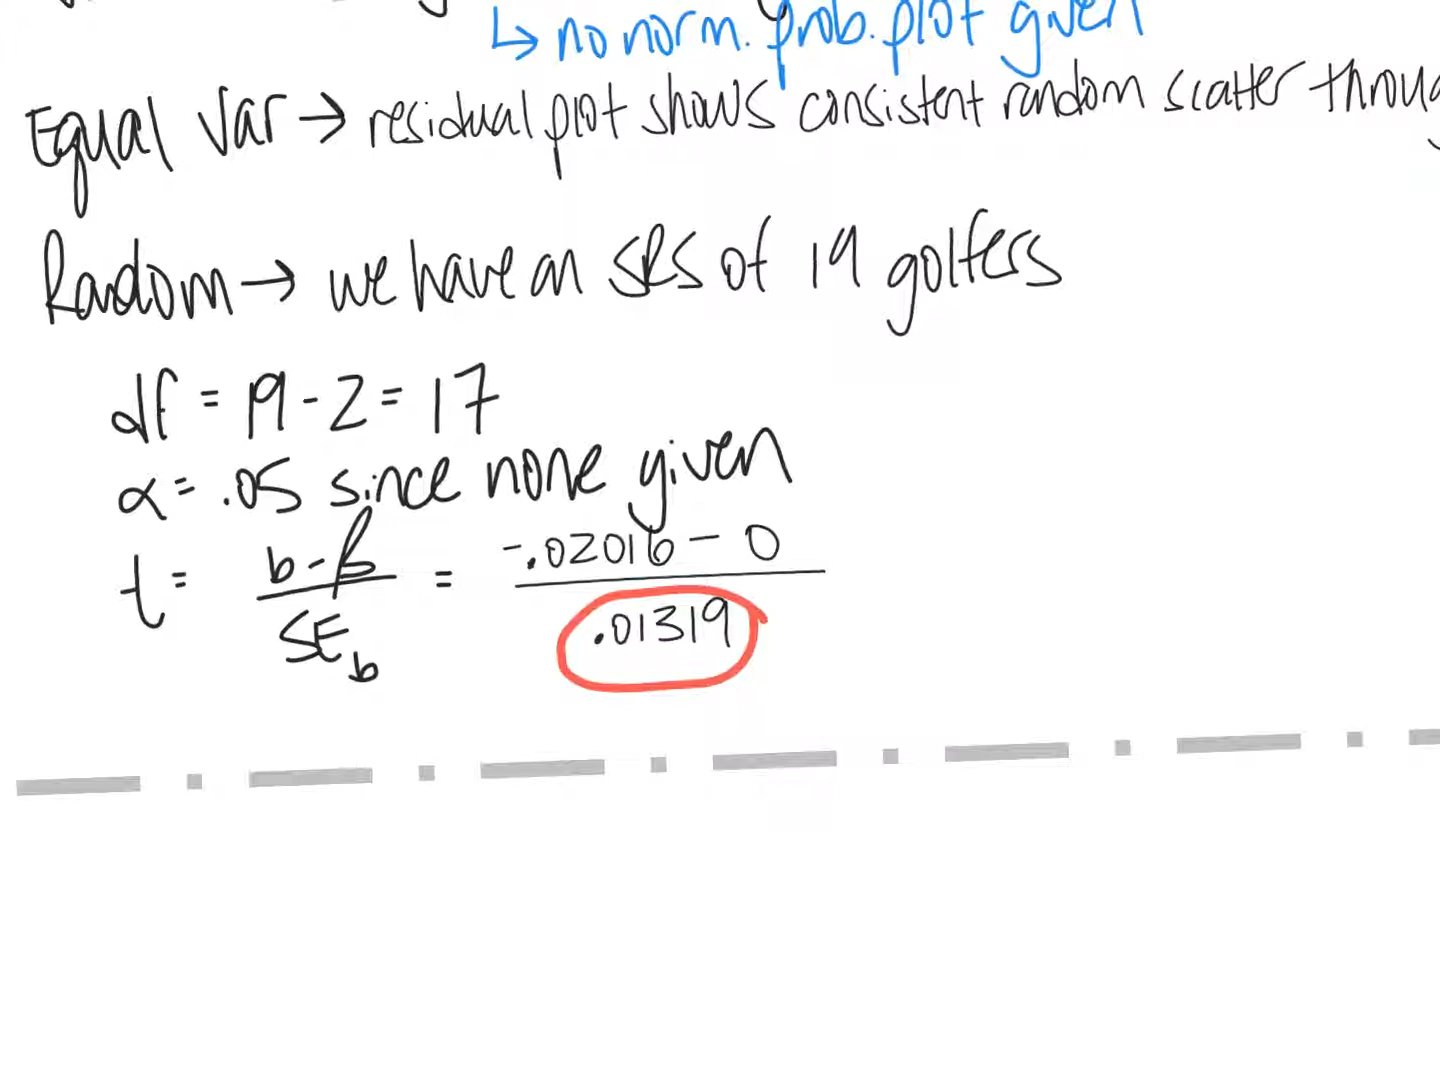 ↳ no norm. prob. plot given
Equal Var → residual plot shows consistent random scatter
Random → we have an SRS of 19 golfers
df = 19 - 2 = 17
α = .05 since none given
t = b - β / SE_b = -.02016 - 0 / .01319